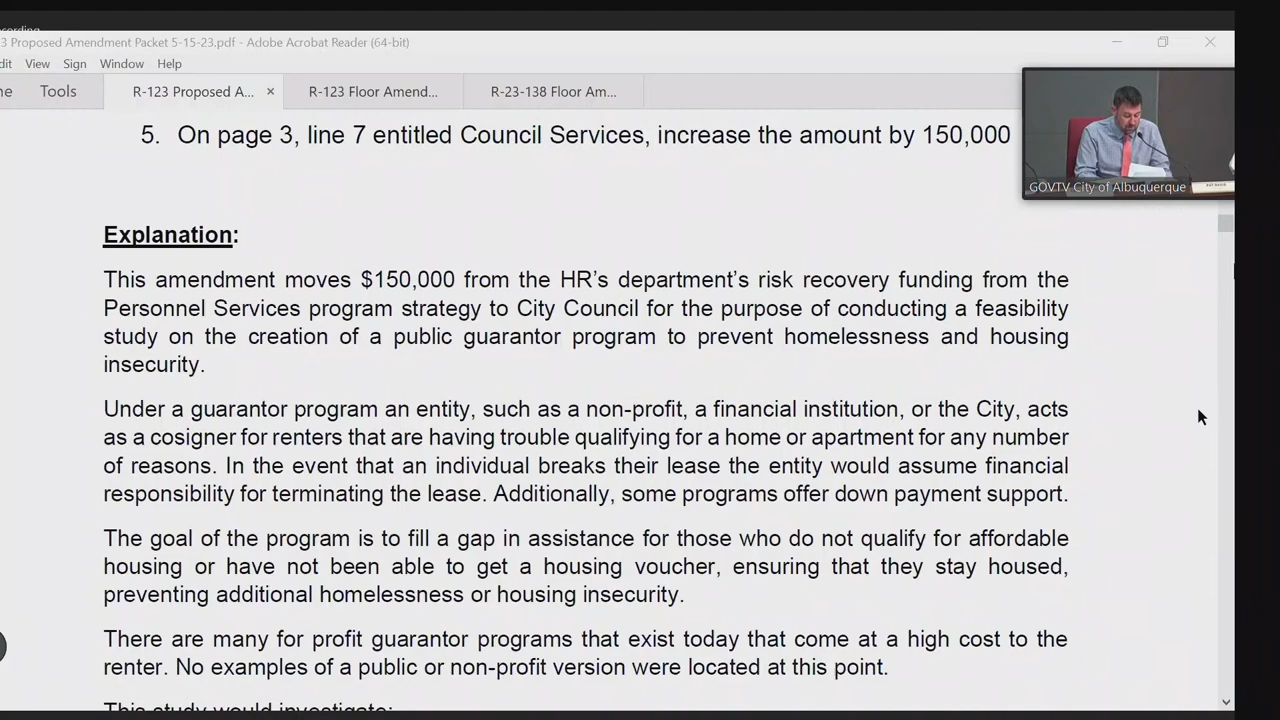 3 Proposed Amendment Packet 5-15-23.pdf - Adobe Acrobat Reader (64-bit)
View Sign Window Help
Tools R-123 Proposed A... × R-123 Floor Amend... R-23-138 Floor Am...
5. On page 3, line 7 entitled Council Services, increase the amount by 150,000
GOVTV City of Albuquerque
Explanation:
This amendment moves $150,000 from the HR's department's risk recovery funding from the
Personnel Services program strategy to City Council for the purpose of conducting a feasibility
study on the creation of a public guarantor program to prevent homelessness and housing
insecurity.
Under a guarantor program an entity, such as a non-profit, a financial institution, or the City, acts
as a cosigner for renters that are having trouble qualifying for a home or apartment for any number
of reasons. In the event that an individual breaks their lease the entity would assume financial
responsibility for terminating the lease. Additionally, some programs offer down payment support.
The goal of the program is to fill a gap in assistance for those who do not qualify for affordable
housing or have not been able to get a housing voucher, ensuring that they stay housed,
preventing additional homelessness or housing insecurity.
There are many for profit guarantor programs that exist today that come at a high cost to the
renter. No examples of a public or non-profit version were located at this point.
This study would investigate: